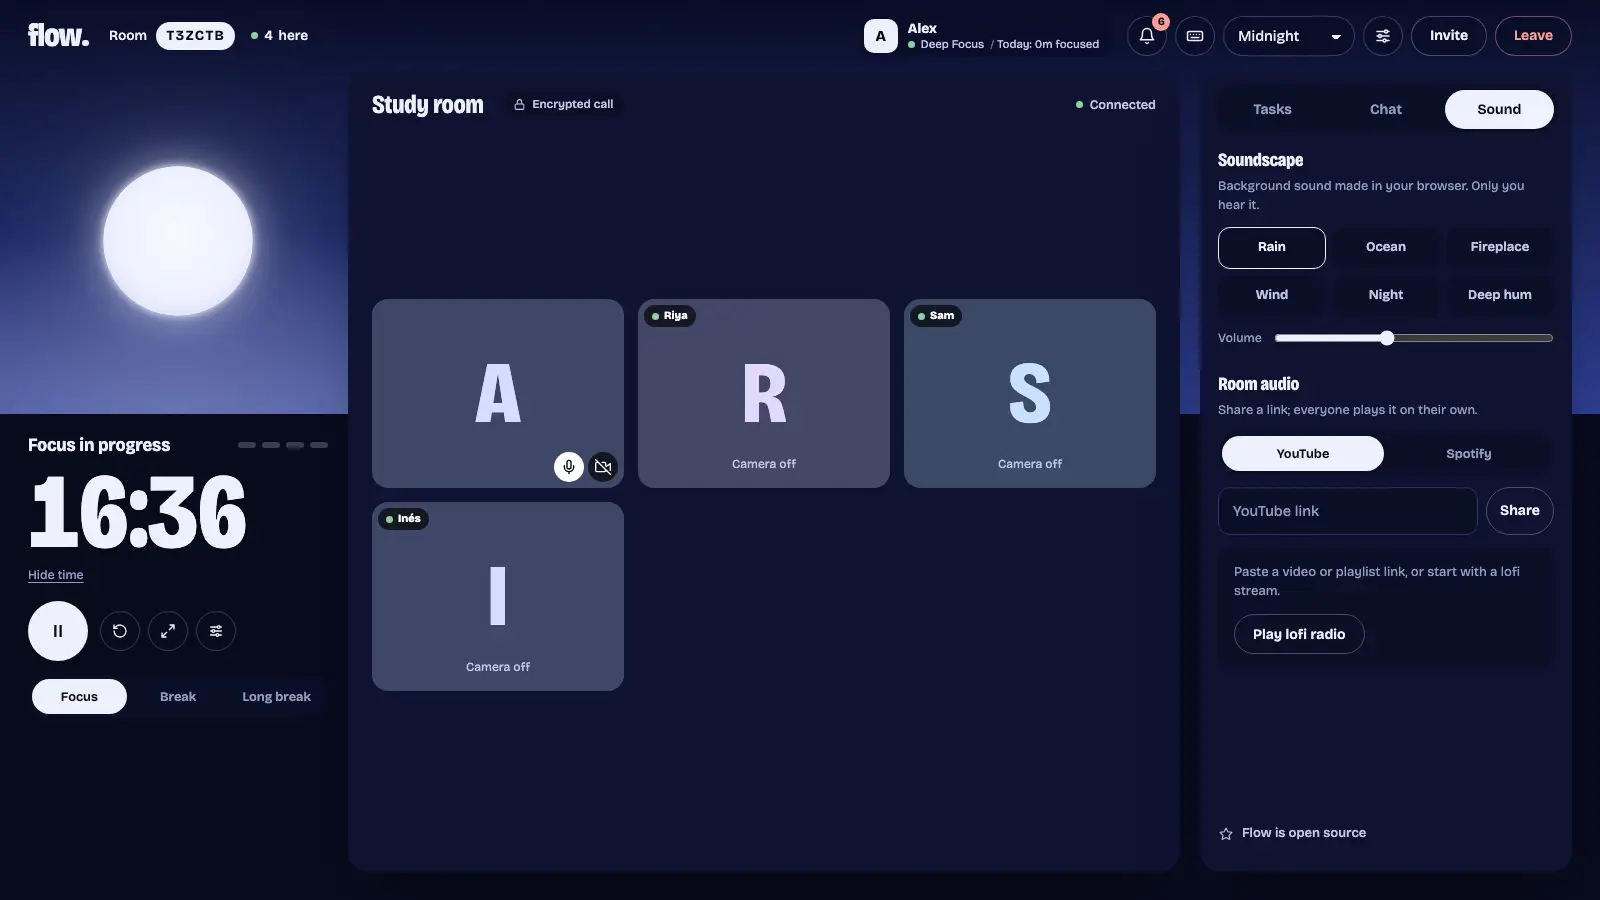 flow.
Room T3ZCTB 4 here
A
Alex
Deep Focus / Today: 0m focused
6
Midnight
Invite
Leave
Focus in progress
16:36
Hide time
Focus Break Long break
Study room
Encrypted call
Connected
A
Riya
R
Camera off
Sam
S
Camera off
Inés
I
Camera off
Tasks Chat Sound
Soundscape
Background sound made in your browser. Only you
hear it.
Rain Ocean Fireplace
Wind Night Deep hum
Volume
Room audio
Share a link; everyone plays it on their own.
YouTube Spotify
YouTube link Share
Paste a video or playlist link, or start with a lofi
stream.
Play lofi radio
Flow is open source